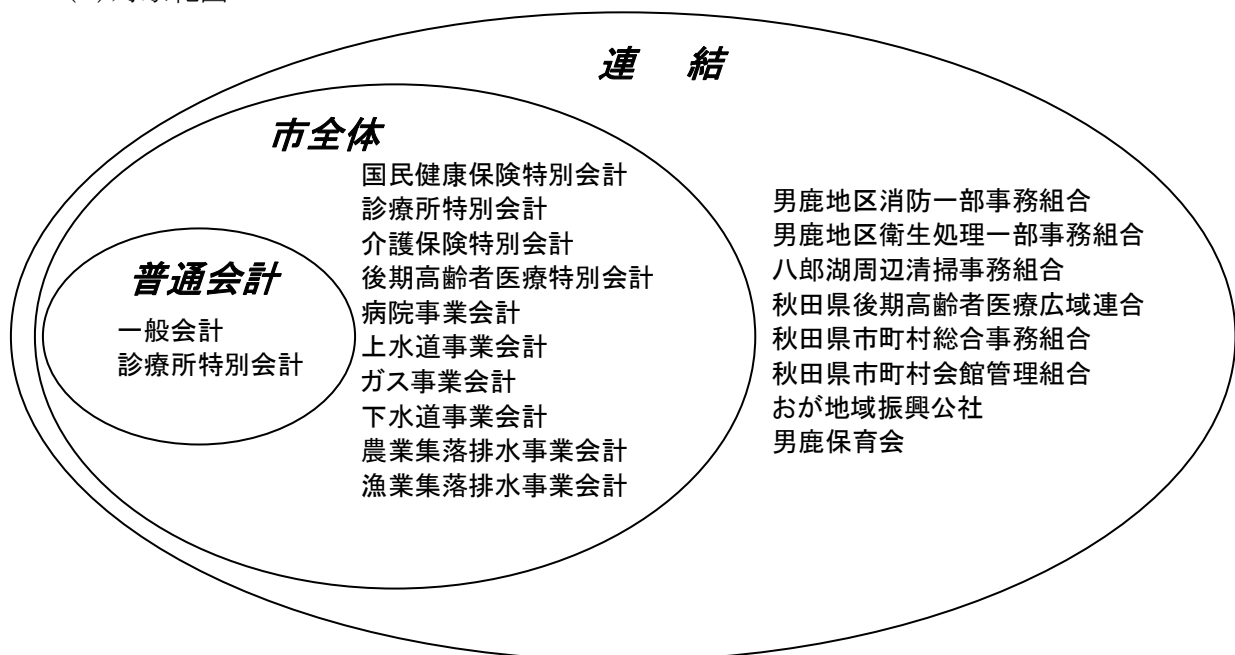 連 結
市全体
国民健康保険特別会計
診療所特別会計
介護保険特別会計
後期高齢者医療特別会計
病院事業会計
上水道事業会計
ガス事業会計
下水道事業会計
農業集落排水事業会計
漁業集落排水事業会計
普通会計
一般会計
診療所特別会計
男鹿地区消防一部事務組合
男鹿地区衛生処理一部事務組合
八郎湖周辺清掃事務組合
秋田県後期高齢者医療広域連合
秋田県市町村総合事務組合
秋田県市町村会館管理組合
おが地域振興公社
男鹿保育会